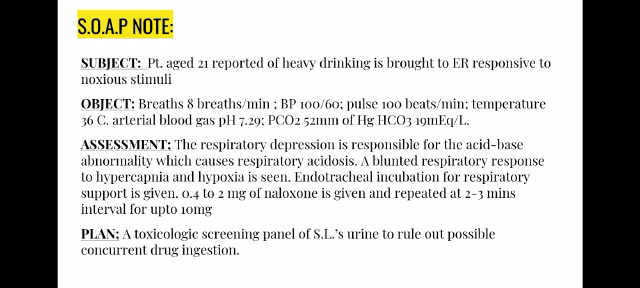 S.O.A.P NOTE:
SUBJECT: Pt. aged 21 reported of heavy drinking is brought to ER responsive to
noxious stimuli
OBJECT: Breaths 8 breaths/min ; BP 100/60; pulse 100 beats/min; temperature
36 C. arterial blood gas pH 7.29; PCO2 52mm of Hg HCO3 19mEq/L.
ASSESSMENT; The respiratory depression is responsible for the acid-base
abnormality which causes respiratory acidosis. A blunted respiratory response
to hypercapnia and hypoxia is seen. Endotracheal incubation for respiratory
support is given. 0.4 to 2 mg of naloxone is given and repeated at 2-3 mins
interval for upto 10mg
PLAN; A toxicologic screening panel of S.L.'s urine to rule out possible
concurrent drug ingestion.